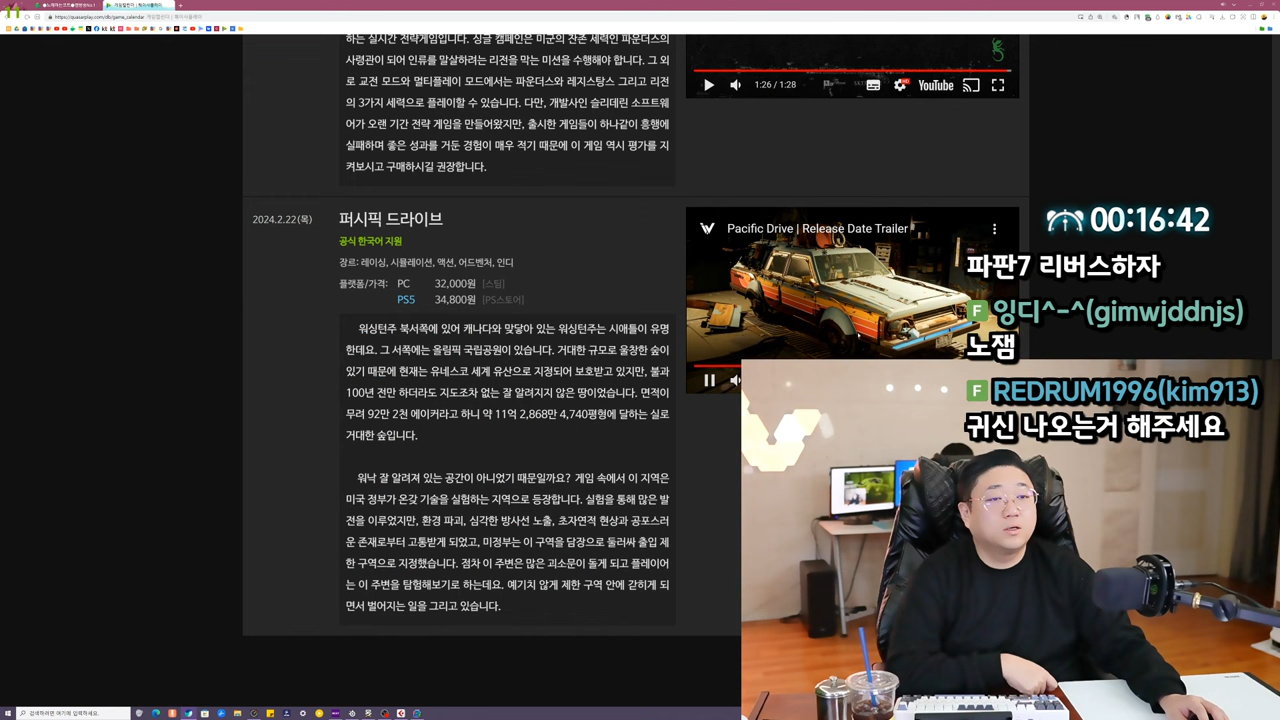 https://quasarplay.com/db/game_calendar
하는 실시간 전략게임입니다. 싱글 캠페인은 미군의 잔존 세력인 파운더스의
사령관이 되어 인류를 말살하려는 리전을 막는 미션을 수행해야 합니다. 그 외
로 교전 모드와 멀티플레이 모드에서는 파운더스와 레지스탕스 그리고 리전
의 3가지 세력으로 플레이할 수 있습니다. 다만, 개발사인 슬리데린 소프트웨
어가 오랜 기간 전략 게임을 만들어왔지만, 출시한 게임들이 하나같이 흥행에
실패하며 좋은 성과를 거둔 경험이 매우 적기 때문에 이 게임 역시 평가를 지
켜보시고 구매하시길 권장합니다.
1:26 / 1:28
YouTube
2024.2.22(목)
퍼시픽 드라이브
공식 한국어 지원
장르: 레이싱, 시뮬레이션, 액션, 어드벤처, 인디
플랫폼/가격: PC 32,000원 [스팀]
PS5 34,800원 [PS스토어]
워싱턴주 북서쪽에 있어 캐나다와 맞닿아 있는 워싱턴주는 시애틀이 유명
한데요. 그 서쪽에는 올림픽 국립공원이 있습니다. 거대한 규모로 울창한 숲이
있기 때문에 현재는 유네스코 세계 유산으로 지정되어 보호받고 있지만, 불과
100년 전만 하더라도 지도조차 없는 잘 알려지지 않은 땅이었습니다. 면적이
무려 92만 2천 에이커라고 하니 약 11억 2,868만 4,740평형에 달하는 실로
거대한 숲입니다.
워낙 잘 알려져 있는 공간이 아니었기 때문일까요? 게임 속에서 이 지역은
미국 정부가 온갖 기술을 실험하는 지역으로 등장합니다. 실험을 통해 많은 발
전을 이루었지만, 환경 파괴, 심각한 방사선 노출, 초자연적 현상과 공포스러
운 존재로부터 고통받게 되었고, 미정부는 이 구역을 담장으로 둘러싸 출입 제
한 구역으로 지정했습니다. 점차 이 주변은 많은 괴소문이 돌게 되고 플레이어
는 이 주변을 탐험해보기로 하는데요. 예기치 않게 제한 구역 안에 갇히게 되
면서 벌어지는 일을 그리고 있습니다.
Pacific Drive | Release Date Trailer
00:16:42
파판7 리버스하자
F 잉디^-^(gimwjddnjs)
노잼
F REDRUM1996(kim913)
귀신 나오는거 해주세요
검색하려면 여기에 입력하세요.